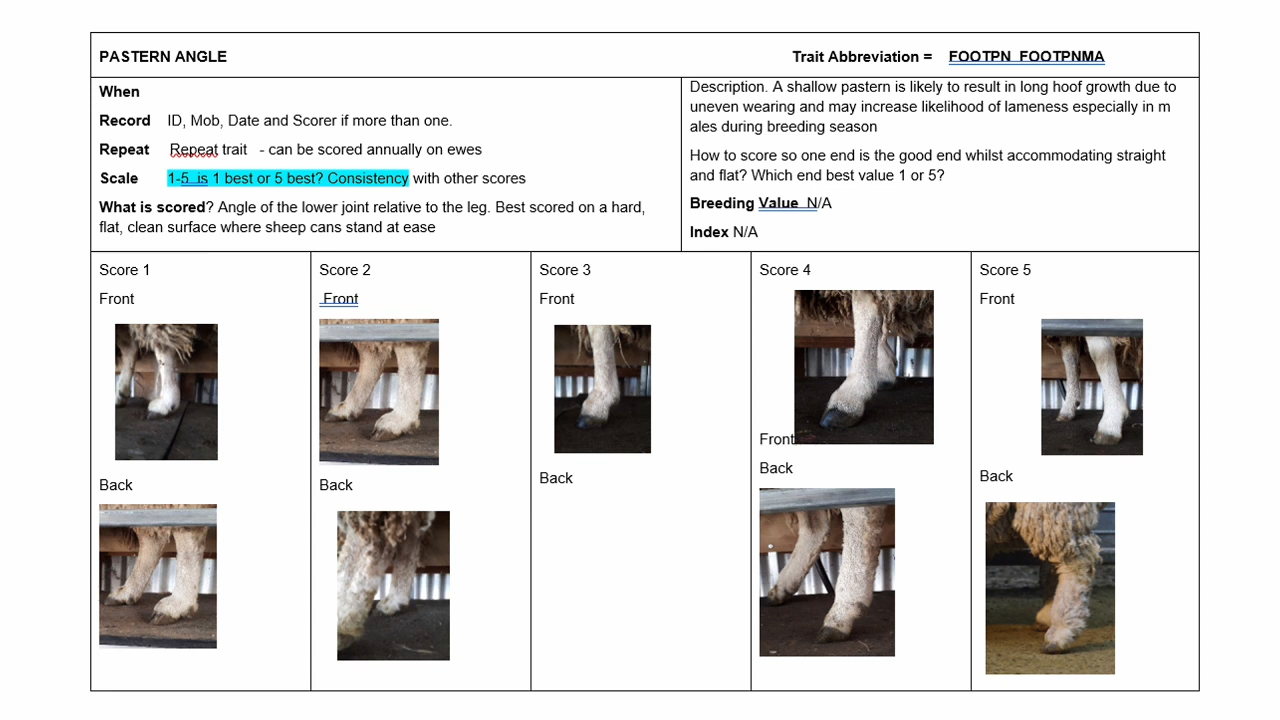 PASTERN ANGLE
Trait Abbreviation = FOOTPN FOOTPNMA
When
Record ID, Mob, Date and Scorer if more than one.
Repeat Repeat trait - can be scored annually on ewes
Scale 1-5 is 1 best or 5 best? Consistency with other scores
What is scored? Angle of the lower joint relative to the leg. Best scored on a hard,
flat, clean surface where sheep cans stand at ease
Description. A shallow pastern is likely to result in long hoof growth due to
uneven wearing and may increase likelihood of lameness especially in m
ales during breeding season
How to score so one end is the good end whilst accommodating straight
and flat? Which end best value 1 or 5?
Breeding Value N/A
Index N/A
Score 1
Front
Back
Score 2
Front
Back
Score 3
Front
Back
Score 4
Front
Back
Score 5
Front
Back